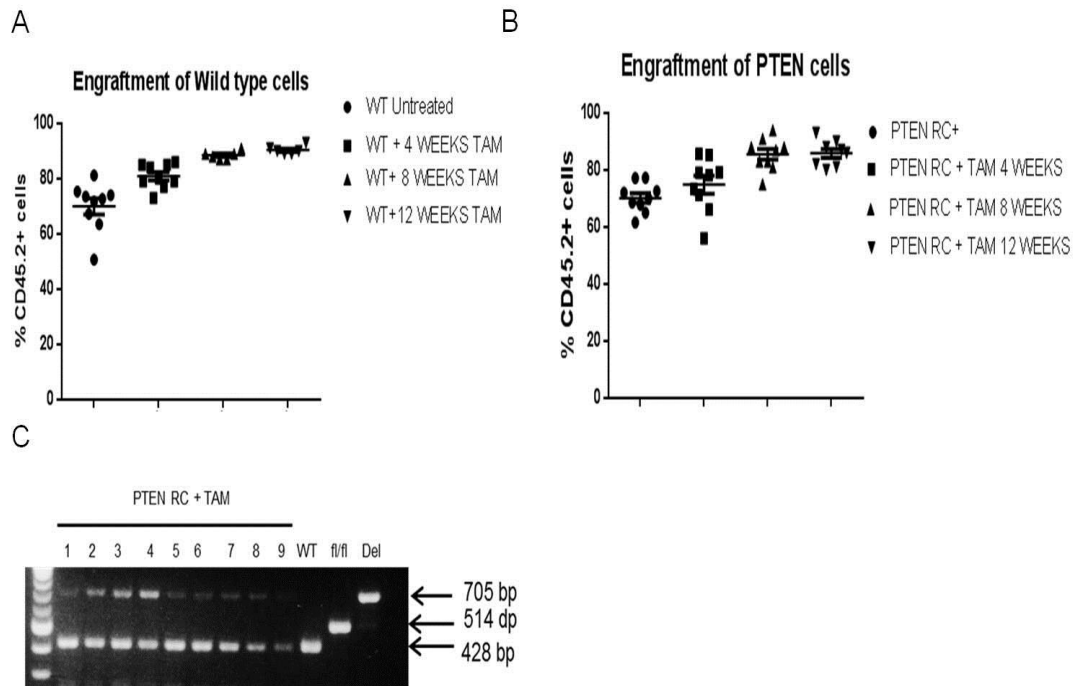 A
Engraftment of Wild type cells
% CD45.2+ cells
100
80
60
40
20
0
WT Untreated
WT + 4 WEEKS TAM
WT+ 8 WEEKS TAM
WT+12 WEEKS TAM
B
Engraftment of PTEN cells
% CD45.2+ cells
100
80
60
40
20
0
PTEN RC+
PTEN RC + TAM 4 WEEKS
PTEN RC + TAM 8 WEEKS
PTEN RC + TAM 12 WEEKS
C
PTEN RC + TAM
1 2 3 4 5 6 7 8 9 WT fl/fl Del
705 bp
514 dp
428 bp